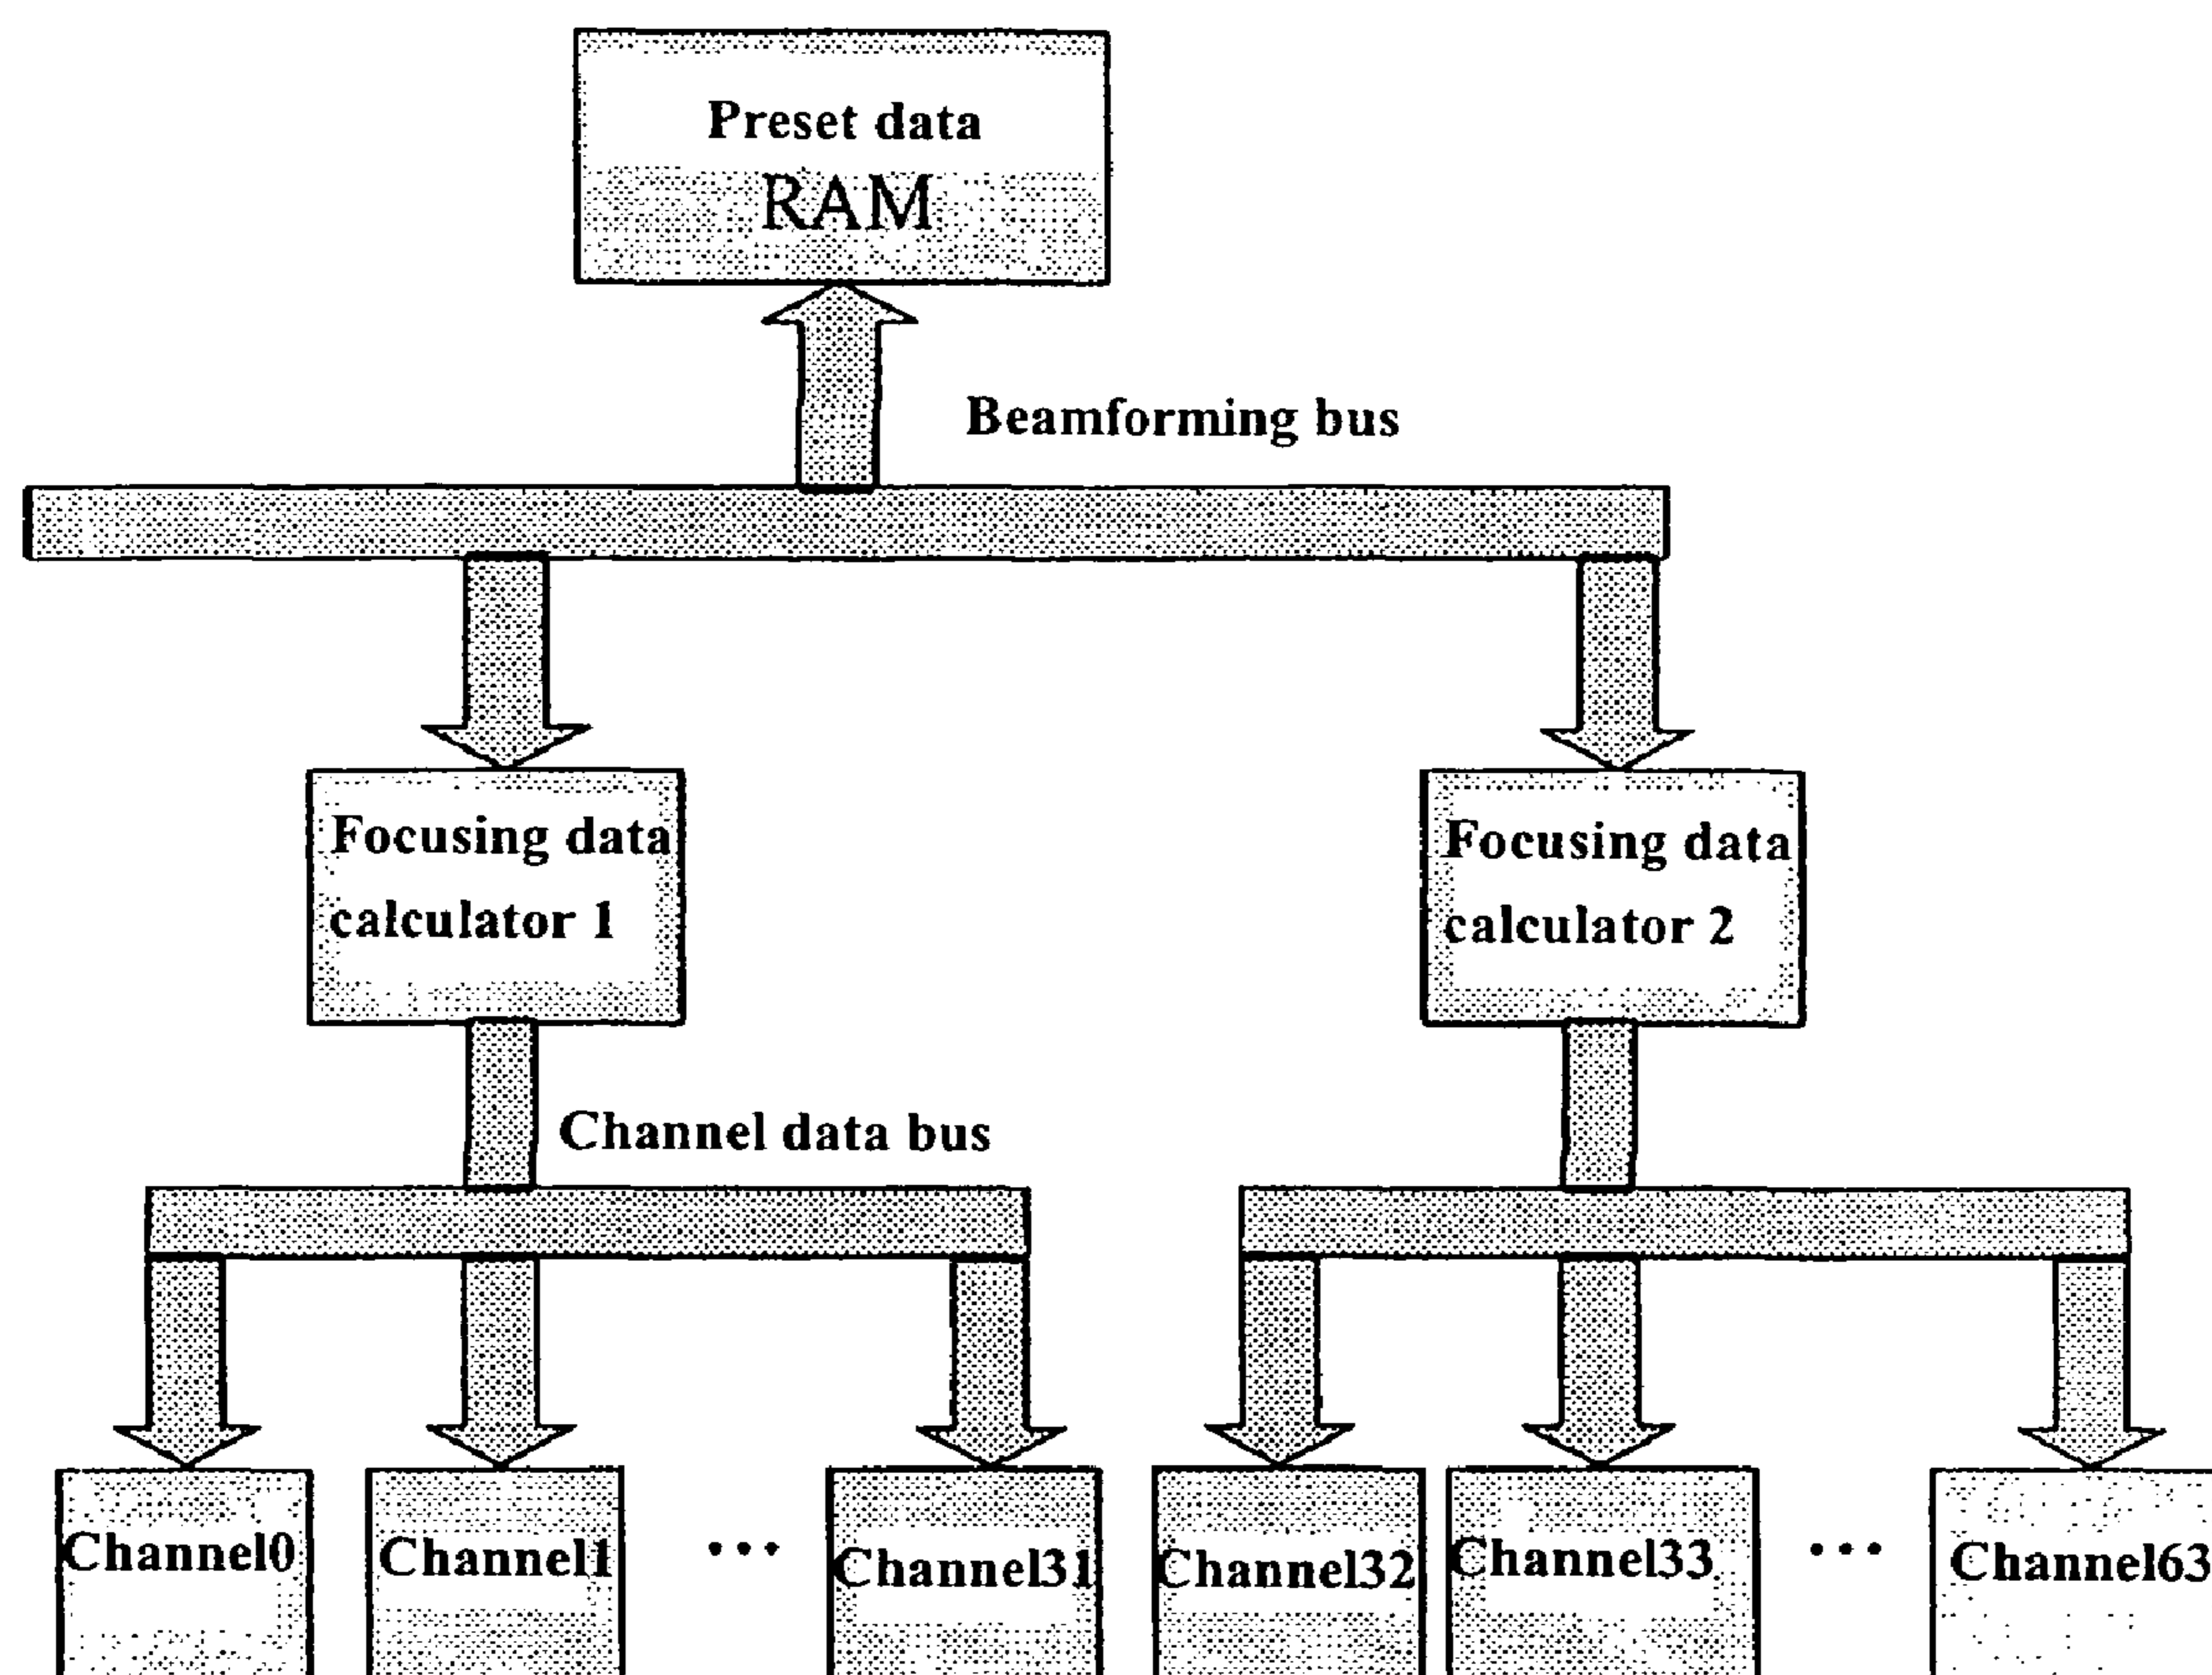 Preset data
RAM
Beamforming bus
Focusing data
calculator 1
Focusing data
calculator 2
Channel data bus
Channel0
Channel1
...
Channel31
Channel32
Channel33
...
Channel63